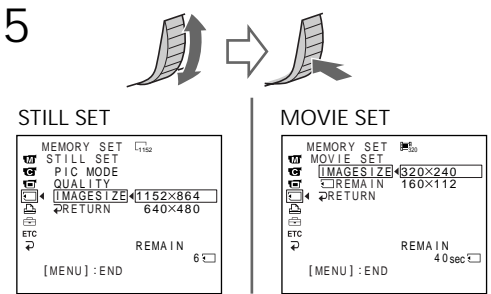 5
STILL SET
MEMORY SET 1152
STILL SET
PIC MODE
QUALITY
IMAGESIZE 1152×864
RETURN 640×480
ETC
REMAIN
6
[MENU] : END
MOVIE SET
MEMORY SET 320
MOVIE SET
IMAGESIZE 320×240
REMAIN 160×112
RETURN
ETC
REMAIN
40sec
[MENU] : END